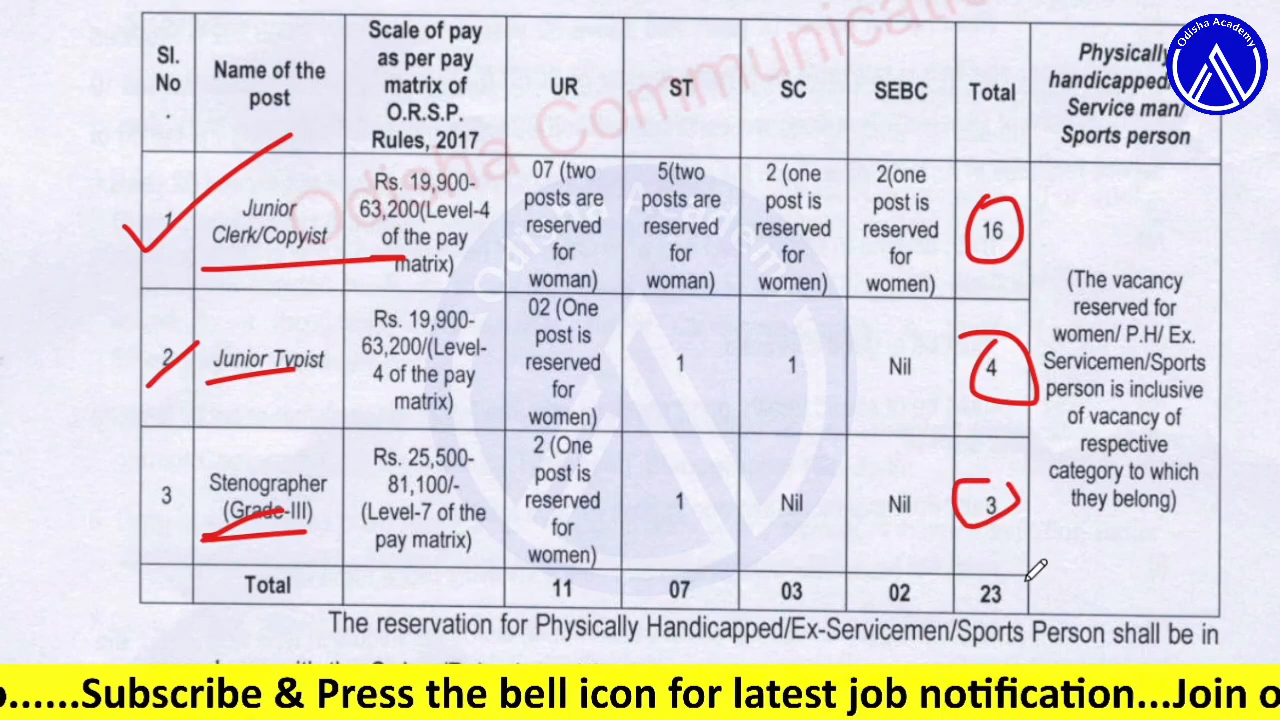 Sl.
No
.
Name of the
post
Scale of pay
as per pay
matrix of
O.R.S.P.
Rules, 2017
UR
ST
SC
SEBC
Total
Physically
handicapped/
Service man/
Sports person
1
Junior
Clerk/Copyist
Rs. 19,900-
63,200(Level-4
of the pay
matrix)
07 (two
posts are
reserved
for
woman)
5(two
posts are
reserved
for
woman)
2 (one
post is
reserved
for
women)
2(one
post is
reserved
for
women)
16
(The vacancy
reserved for
women/ P.H/ Ex.
Servicemen/Sports
person is inclusive
of vacancy of
respective
category to which
they belong)
2
Junior Typist
Rs. 19,900-
63,200/(Level-
4 of the pay
matrix)
02 (One
post is
reserved
for
women)
1
1
Nil
4
3
Stenographer
(Grade-III)
Rs. 25,500-
81,100/-
(Level-7 of the
pay matrix)
2 (One
post is
reserved
for
women)
1
Nil
Nil
3
Total
11
07
03
02
23
The reservation for Physically Handicapped/Ex-Servicemen/Sports Person shall be in
Odisha Communication
Odisha Academy
Odisha Academy
......Subscribe & Press the bell icon for latest job notification...Join